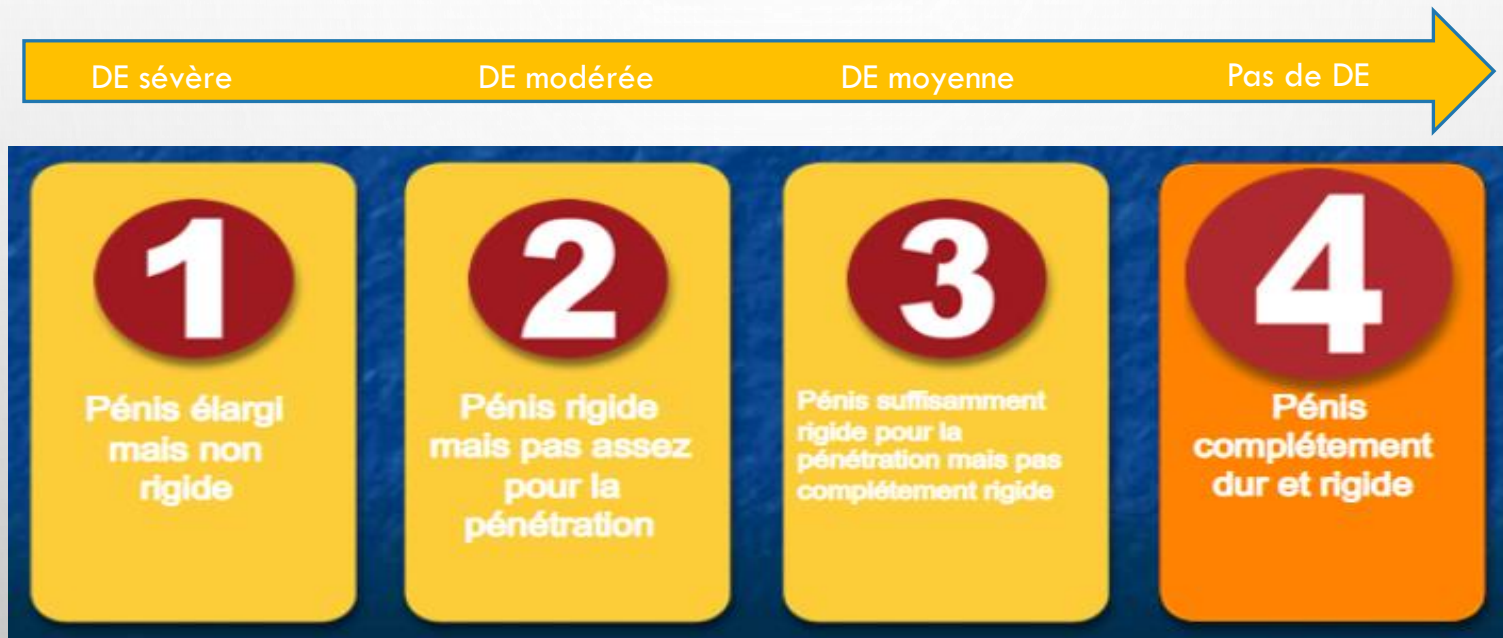 DE sévère DE modérée DE moyenne Pas de DE
1
Pénis élargi
mais non
rigide
2
Pénis rigide
mais pas assez
pour la
pénétration
3
Pénis suffisamment
rigide pour la
pénétration mais pas
complétement rigide
4
Pénis
complétement
dur et rigide